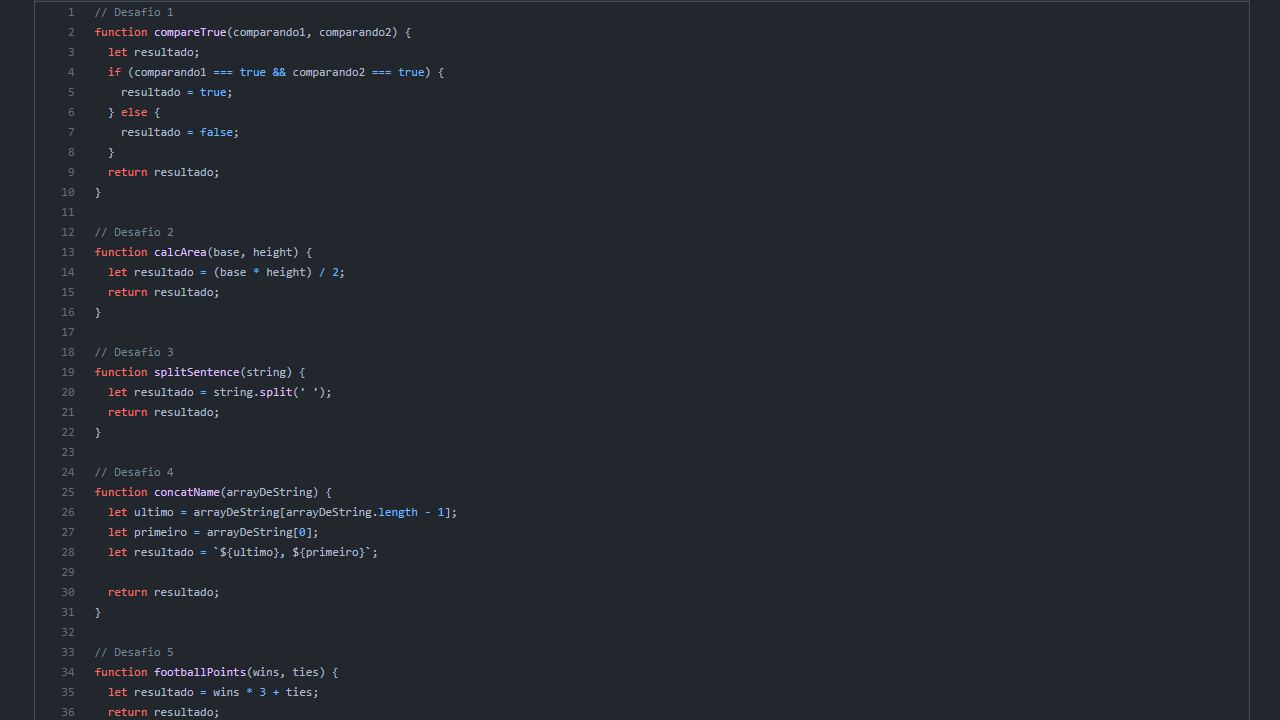 1 // Desafio 1
2 function compareTrue(comparando1, comparando2) {
3   let resultado;
4   if (comparando1 === true && comparando2 === true) {
5     resultado = true;
6   } else {
7     resultado = false;
8   }
9   return resultado;
10 }
11
12 // Desafio 2
13 function calcArea(base, height) {
14   let resultado = (base * height) / 2;
15   return resultado;
16 }
17
18 // Desafio 3
19 function splitSentence(string) {
20   let resultado = string.split(' ');
21   return resultado;
22 }
23
24 // Desafio 4
25 function concatName(arrayDeString) {
26   let ultimo = arrayDeString[arrayDeString.length - 1];
27   let primeiro = arrayDeString[0];
28   let resultado = `${ultimo}, ${primeiro}`;
29
30   return resultado;
31 }
32
33 // Desafio 5
34 function footballPoints(wins, ties) {
35   let resultado = wins * 3 + ties;
36   return resultado;